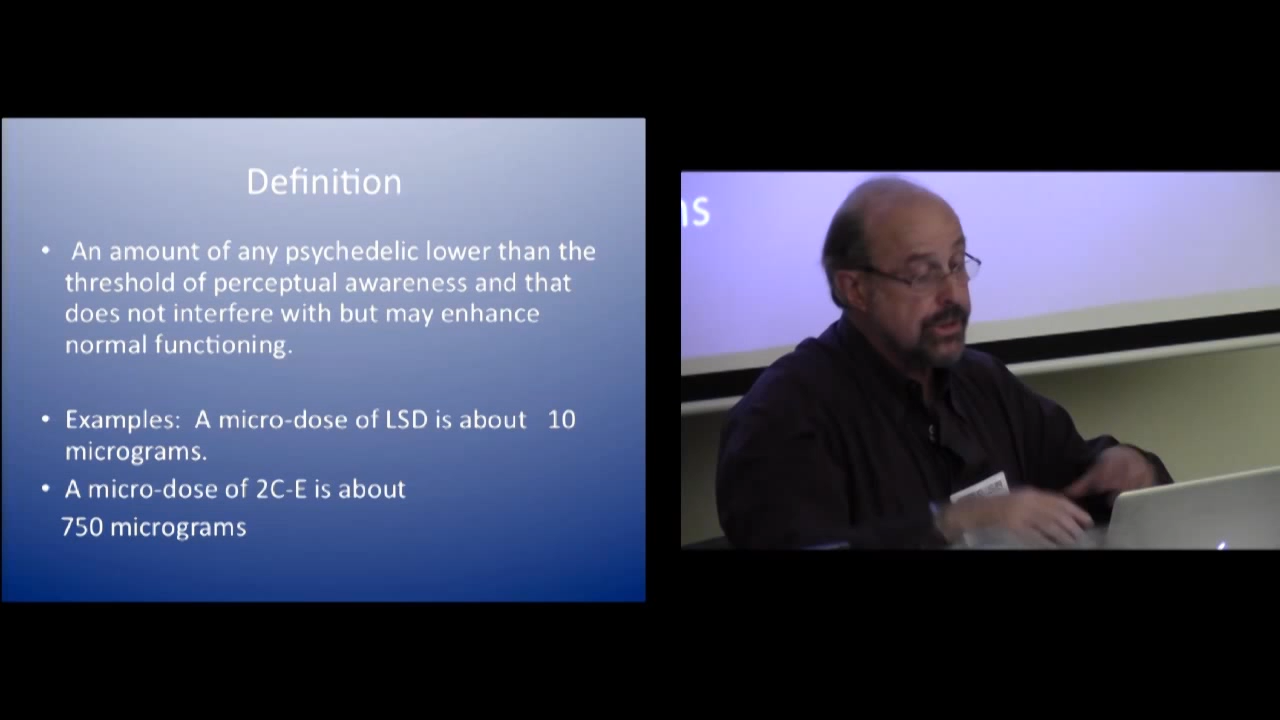 Definition
• An amount of any psychedelic lower than the
threshold of perceptual awareness and that
does not interfere with but may enhance
normal functioning.
• Examples: A micro-dose of LSD is about 10
micrograms.
• A micro-dose of 2C-E is about
750 micrograms
ns